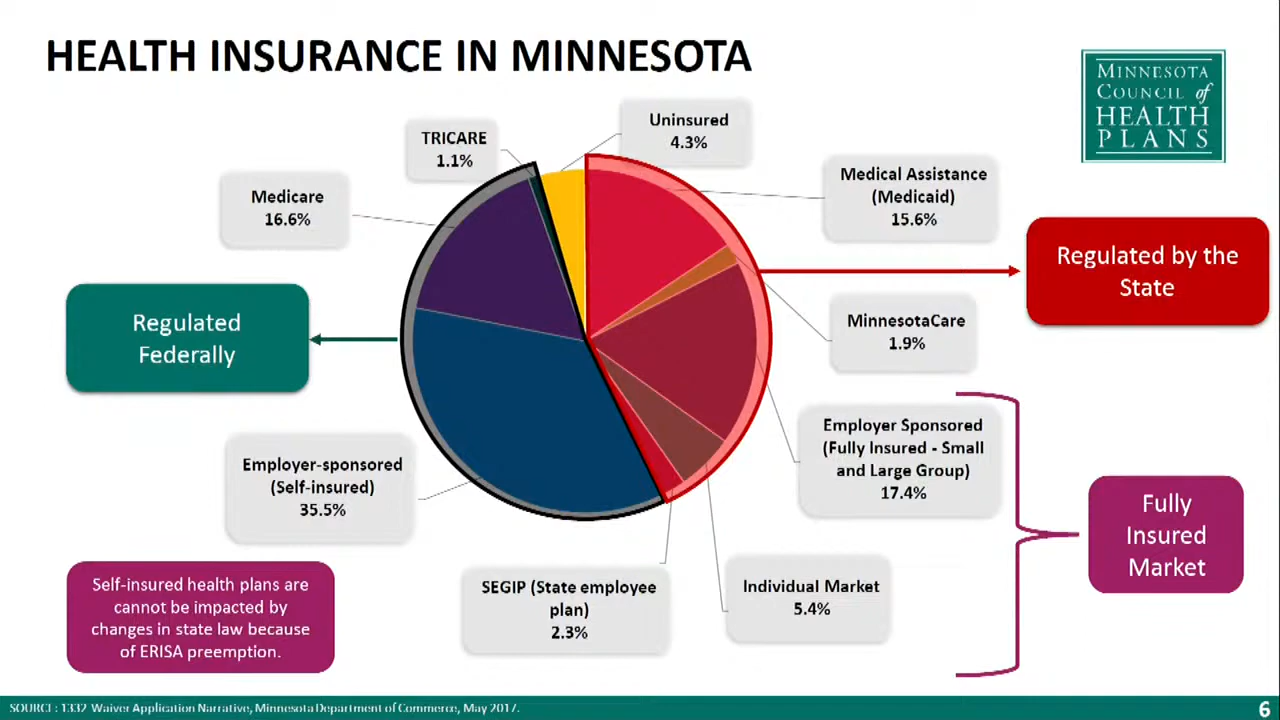 HEALTH INSURANCE IN MINNESOTA
MINNESOTA
COUNCIL of
HEALTH
PLANS
Uninsured
4.3%
TRICARE
1.1%
Medical Assistance
(Medicaid)
15.6%
Medicare
16.6%
Regulated by the
State
Regulated
Federally
MinnesotaCare
1.9%
Employer Sponsored
(Fully Insured - Small
and Large Group)
17.4%
Employer-sponsored
(Self-insured)
35.5%
Fully
Insured
Market
Self-insured health plans are
cannot be impacted by
changes in state law because
of ERISA preemption.
SEGIP (State employee
plan)
2.3%
Individual Market
5.4%
SOURCE: 1332 Waiver Application Narrative, Minnesota Department of Commerce, May 2017.
6